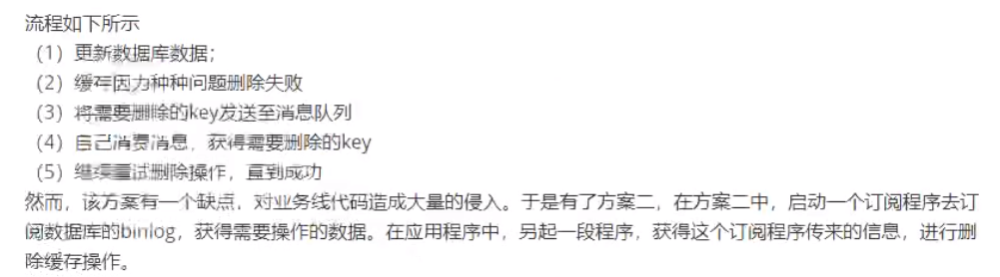 流程如下所示
（1）更新数据库数据；
（2）缓存因为种种问题删除失败
（3）将需要删除的key发送至消息队列
（4）自己消费消息，获得需要删除的key
（5）继续重试删除操作，直到成功
然而，该方案有一个缺点，对业务线代码造成大量的侵入。于是有了方案二，在方案二中，启动一个订阅程序去订
阅数据库的binlog，获得需要操作的数据。在应用程序中，另起一段程序，获得这个订阅程序传来的信息，进行删
除缓存操作。